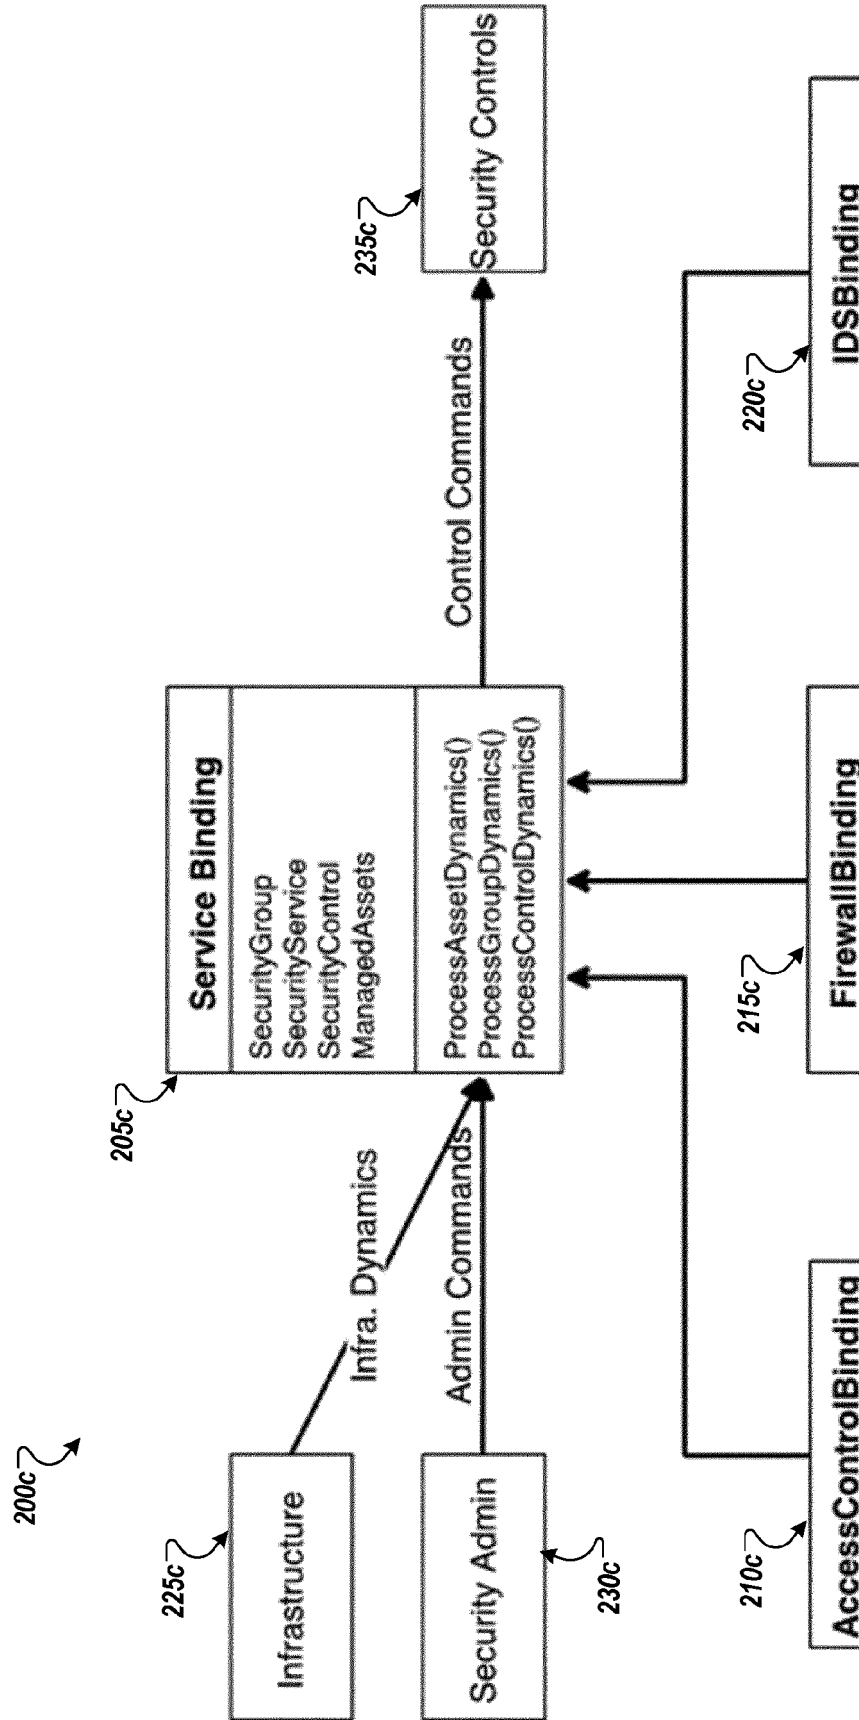 200c
205c
Service Binding
SecurityGroup
SecurityService
SecurityControl
ManagedAssets
ProcessAssetDynamics()
ProcessGroupDynamics()
ProcessControlDynamics()
225c
Infrastructure
Infra. Dynamics
Security Admin
230c
Admin Commands
Control Commands
235c
Security Controls
210c
AccessControlBinding
215c
FirewallBinding
220c
IDSBinding